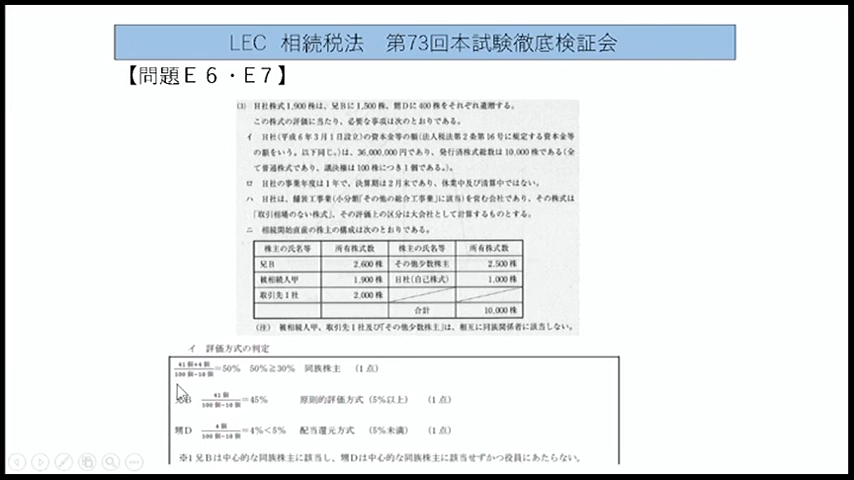 LEC 相続税法 第73回本試験徹底検証会
【問題E6・E7】
(3) H社株式1,900株は、兄Bに1,500株、甥Dに400株をそれぞれ遺贈する。
この株式の評価に当たり、必要な事項は次のとおりである。
イ H社(平成6年3月1日設立)の資本金等の額(法人税法第2条第16号に規定する資本金等
の額をいう。以下同じ。)は、36,000,000円であり、発行済株式総数は10,000株である(全
て普通株式であり、議決権は100株につき1個である。)。
ロ H社の事業年度は1年で、決算期は2月末であり、休業中及び清算中ではない。
ハ H社は、舗装工事業(小分類「その他の総合工事業」に該当)を営む会社であり、その株式は
「取引相場のない株式」、その評価上の区分は大会社として計算するものとする。
ニ 相続開始直前の株主の構成は次のとおりである。
株主の氏名等 所有株式数 株主の氏名等 所有株式数
兄B 2,600株 その他少数株主 2,500株
被相続人甲 1,900株 H社(自己株式) 1,000株
取引先I社 2,000株
合計 10,000株
(注) 被相続人甲、取引先I社及び「その他少数株主」は、相互に同族関係者に該当しない。
イ 評価方式の判定
41個+4個
100個-10個 =50% 50%≧30% 同族株主 (1点)
兄B 41個
100個-10個 =45% 原則的評価方式(5%以上) (1点)
甥D 4個
100個-10個 =4%<5% 配当還元方式 (5%未満) (1点)
※1 兄Bは中心的な同族株主に該当し、甥Dは中心的な同族株主に該当せずかつ役員にあたらない。